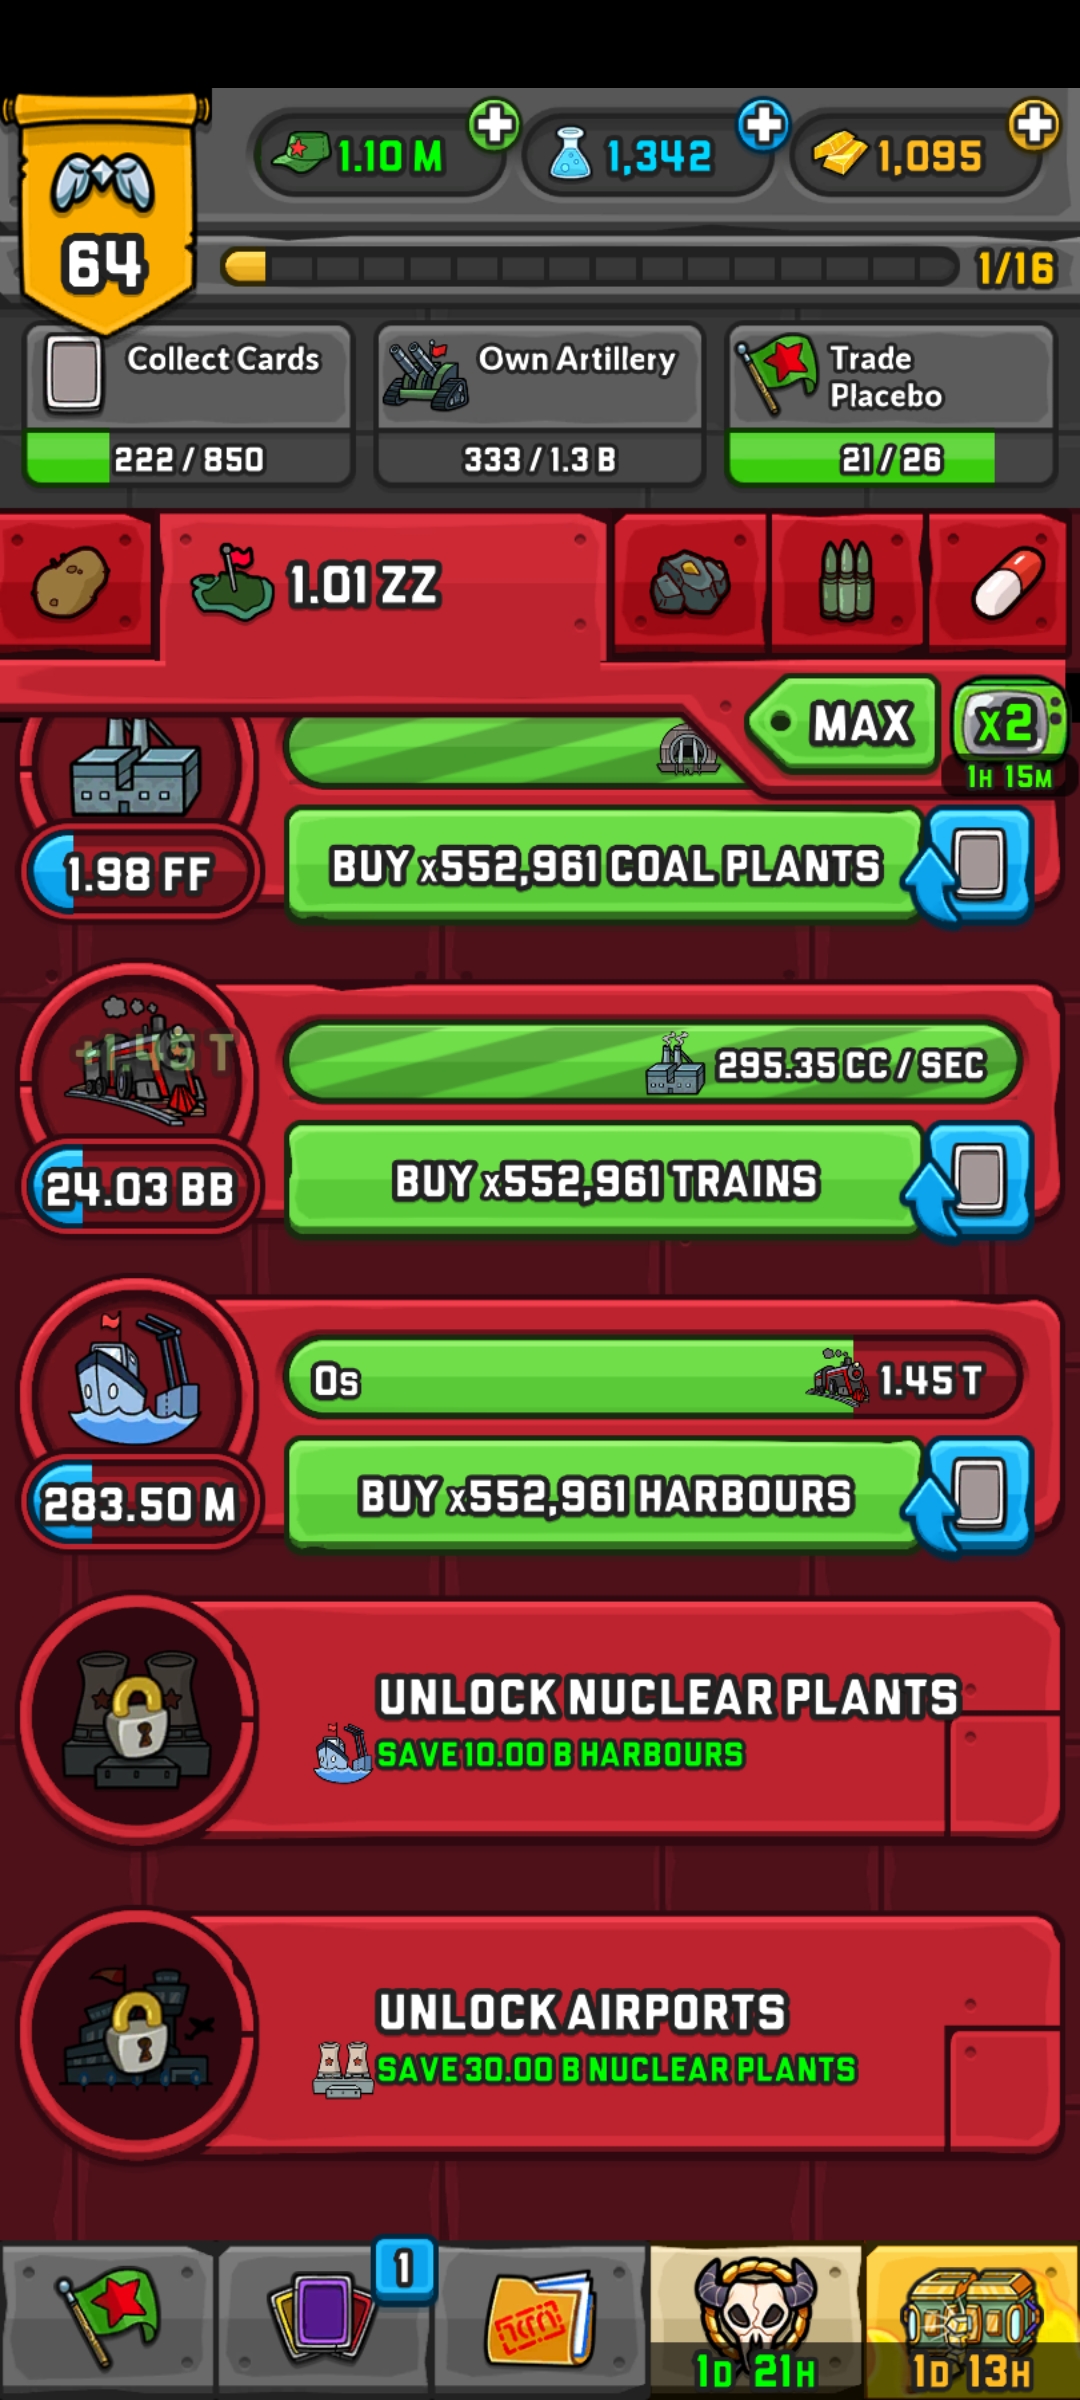 1.10 M
1,342
1,095
64
1/16
Collect Cards
Own Artillery
Trade
Placebo
222 / 850
333 / 1.3 B
21 / 26
1.01 ZZ
MAX
x2
1H 15M
1.98 FF
BUY x552,961 COAL PLANTS
+1.45 T
295.35 CC / SEC
24.03 BB
BUY x552,961 TRAINS
0s
1.45 T
283.50 M
BUY x552,961 HARBOURS
UNLOCK NUCLEAR PLANTS
SAVE 10.00 B HARBOURS
UNLOCK AIRPORTS
SAVE 30.00 B NUCLEAR PLANTS
1
1D 21H
1D 13H